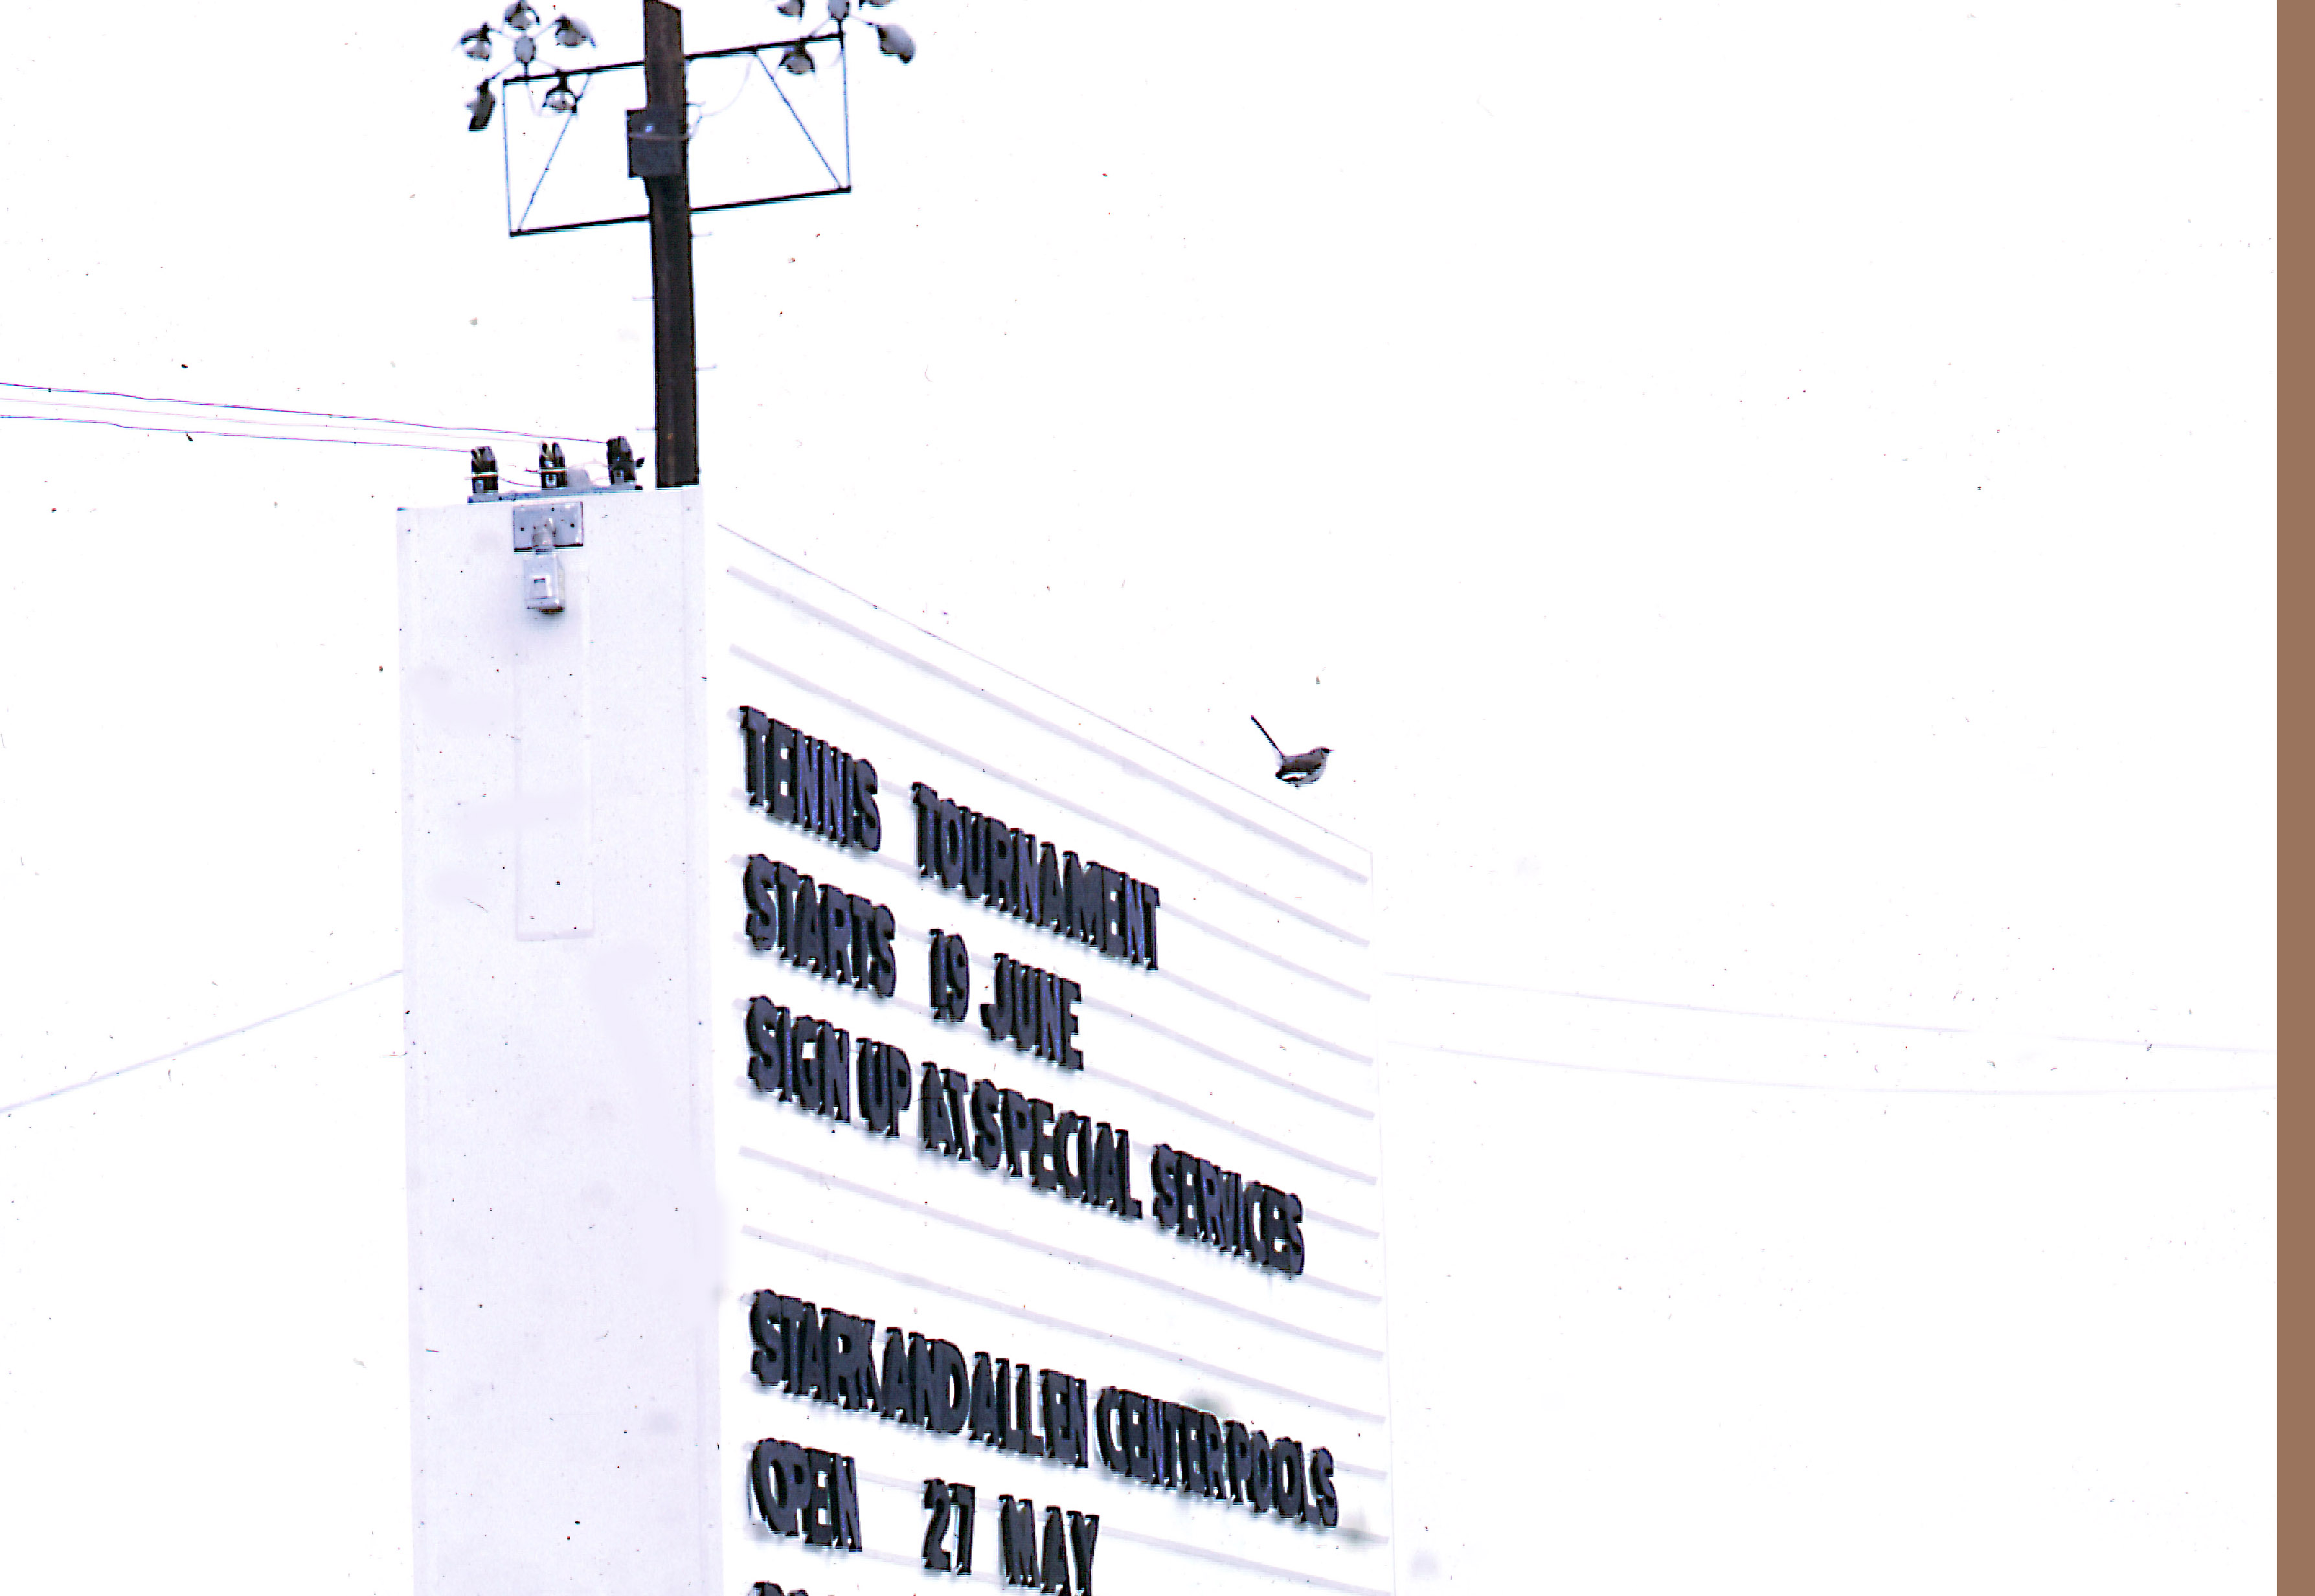 TENNIS TOURNAMENT
STARTS 19 JUNE
SIGN UP AT SPECIAL SERVICES
STARK AND ALLEN CENTER POOLS
OPEN 27 MAY